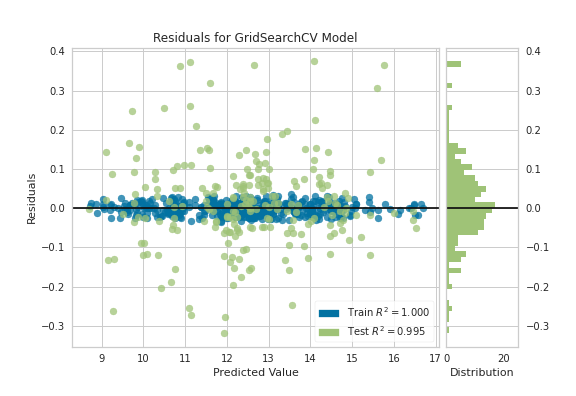 Residuals for GridSearchCV Model
0.4
0.3
0.2
0.1
0.0
−0.1
−0.2
−0.3
Residuals
9 10 11 12 13 14 15 16 17
Predicted Value
Train R² = 1.000
Test R² = 0.995
0.4
0.3
0.2
0.1
0.0
−0.1
−0.2
−0.3
0 20
Distribution